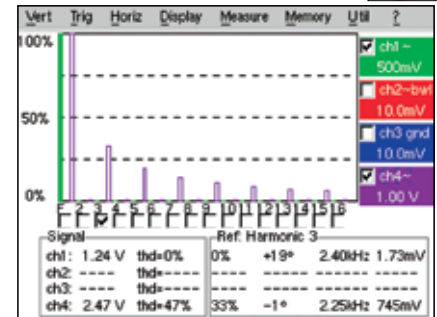 Vert Trig Horiz Display Measure Memory Util ?
100%
50%
0%
ch1 ~
500mV
ch2~bwl
10.0mV
ch3 gnd
10.0mV
ch4~
1.00 V
F 2 3 4 5 6 7 8 9 10 11 12 13 14 15 16
Signal
Ref: Harmonic 3
ch1: 1.24 V thd=0% 0% +19° 2.40kHz 1.73mV
ch2: ---- thd=-----
ch3: ---- thd=-----
ch4: 2.47 V thd=47% 33% -1° 2.25kHz 745mV